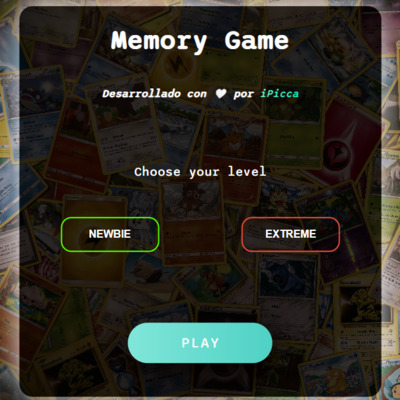 Memory Game
Desarrollado con ♥ por iPicca
Choose your level
NEWBIE
EXTREME
PLAY